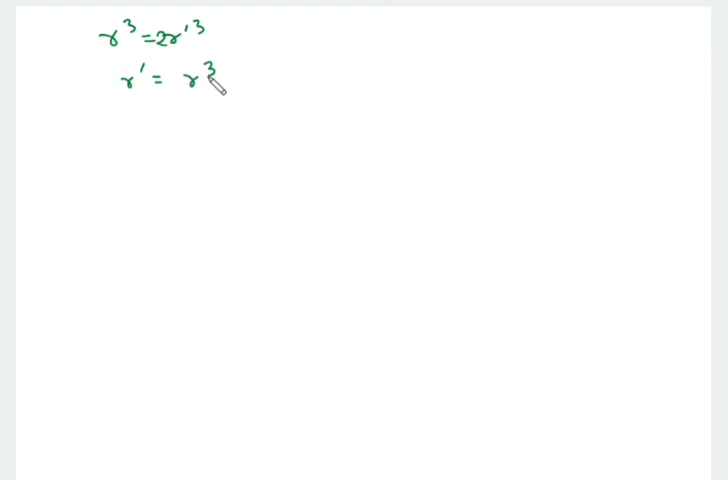 r³ = 2r'³
r' = r³